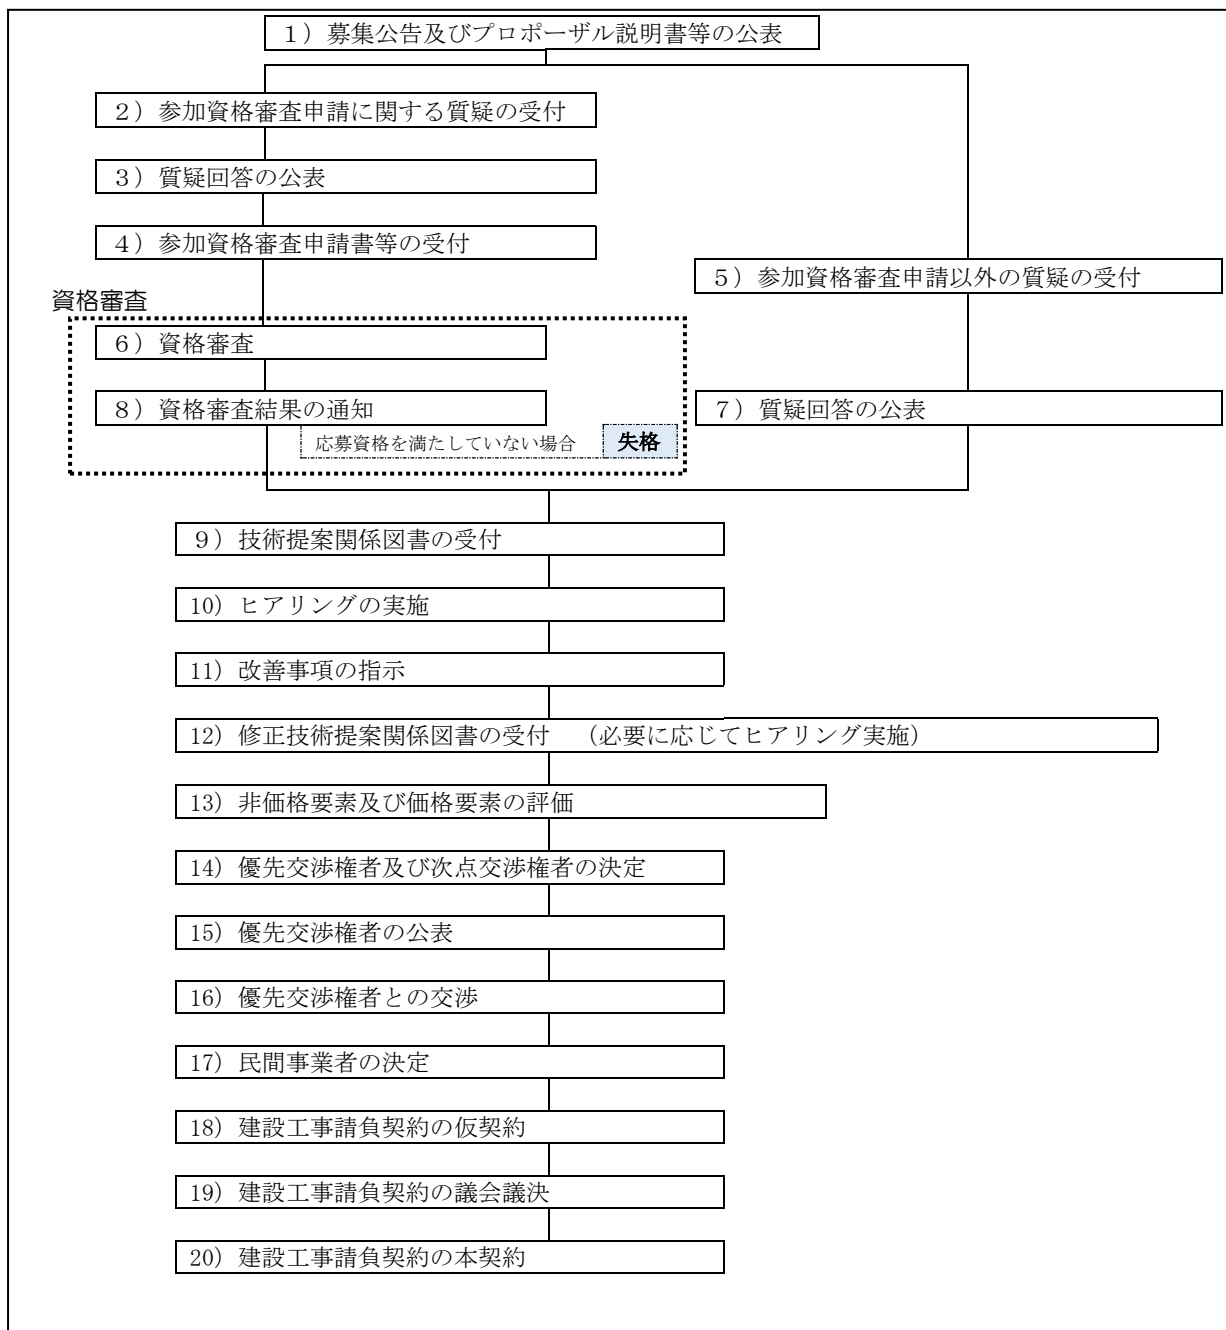 １）募集公告及びプロポーザル説明書等の公表
２）参加資格審査申請に関する質疑の受付
３）質疑回答の公表
４）参加資格審査申請書等の受付
５）参加資格審査申請以外の質疑の受付
資格審査
６）資格審査
８）資格審査結果の通知
７）質疑回答の公表
応募資格を満たしていない場合 失格
９）技術提案関係図書の受付
10）ヒアリングの実施
11）改善事項の指示
12）修正技術提案関係図書の受付 （必要に応じてヒアリング実施）
13）非価格要素及び価格要素の評価
14）優先交渉権者及び次点交渉権者の決定
15）優先交渉権者の公表
16）優先交渉権者との交渉
17）民間事業者の決定
18）建設工事請負契約の仮契約
19）建設工事請負契約の議会議決
20）建設工事請負契約の本契約